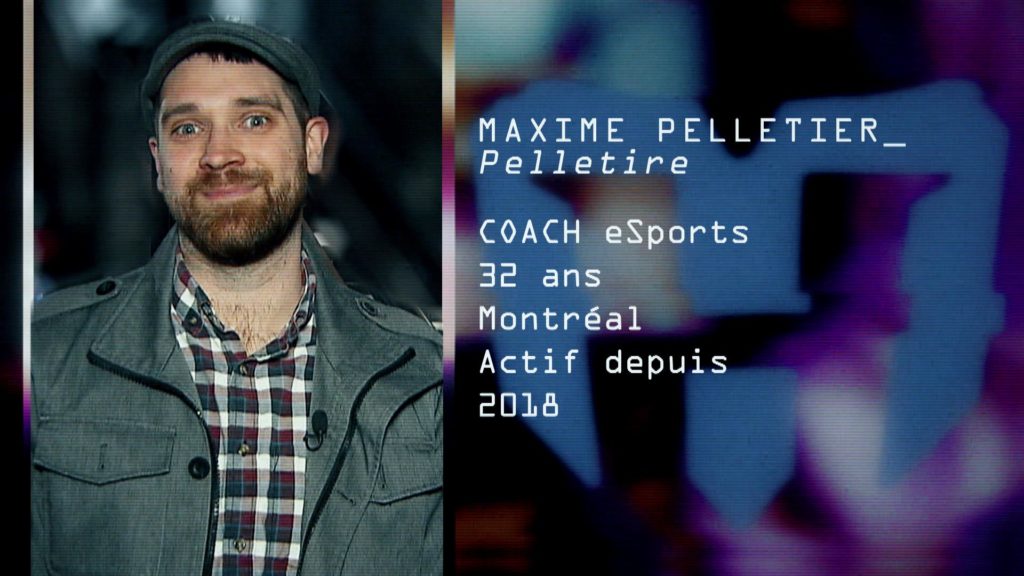 MAXIME PELLETIER_
Pelletire
COACH eSports
32 ans
Montréal
Actif depuis
2018